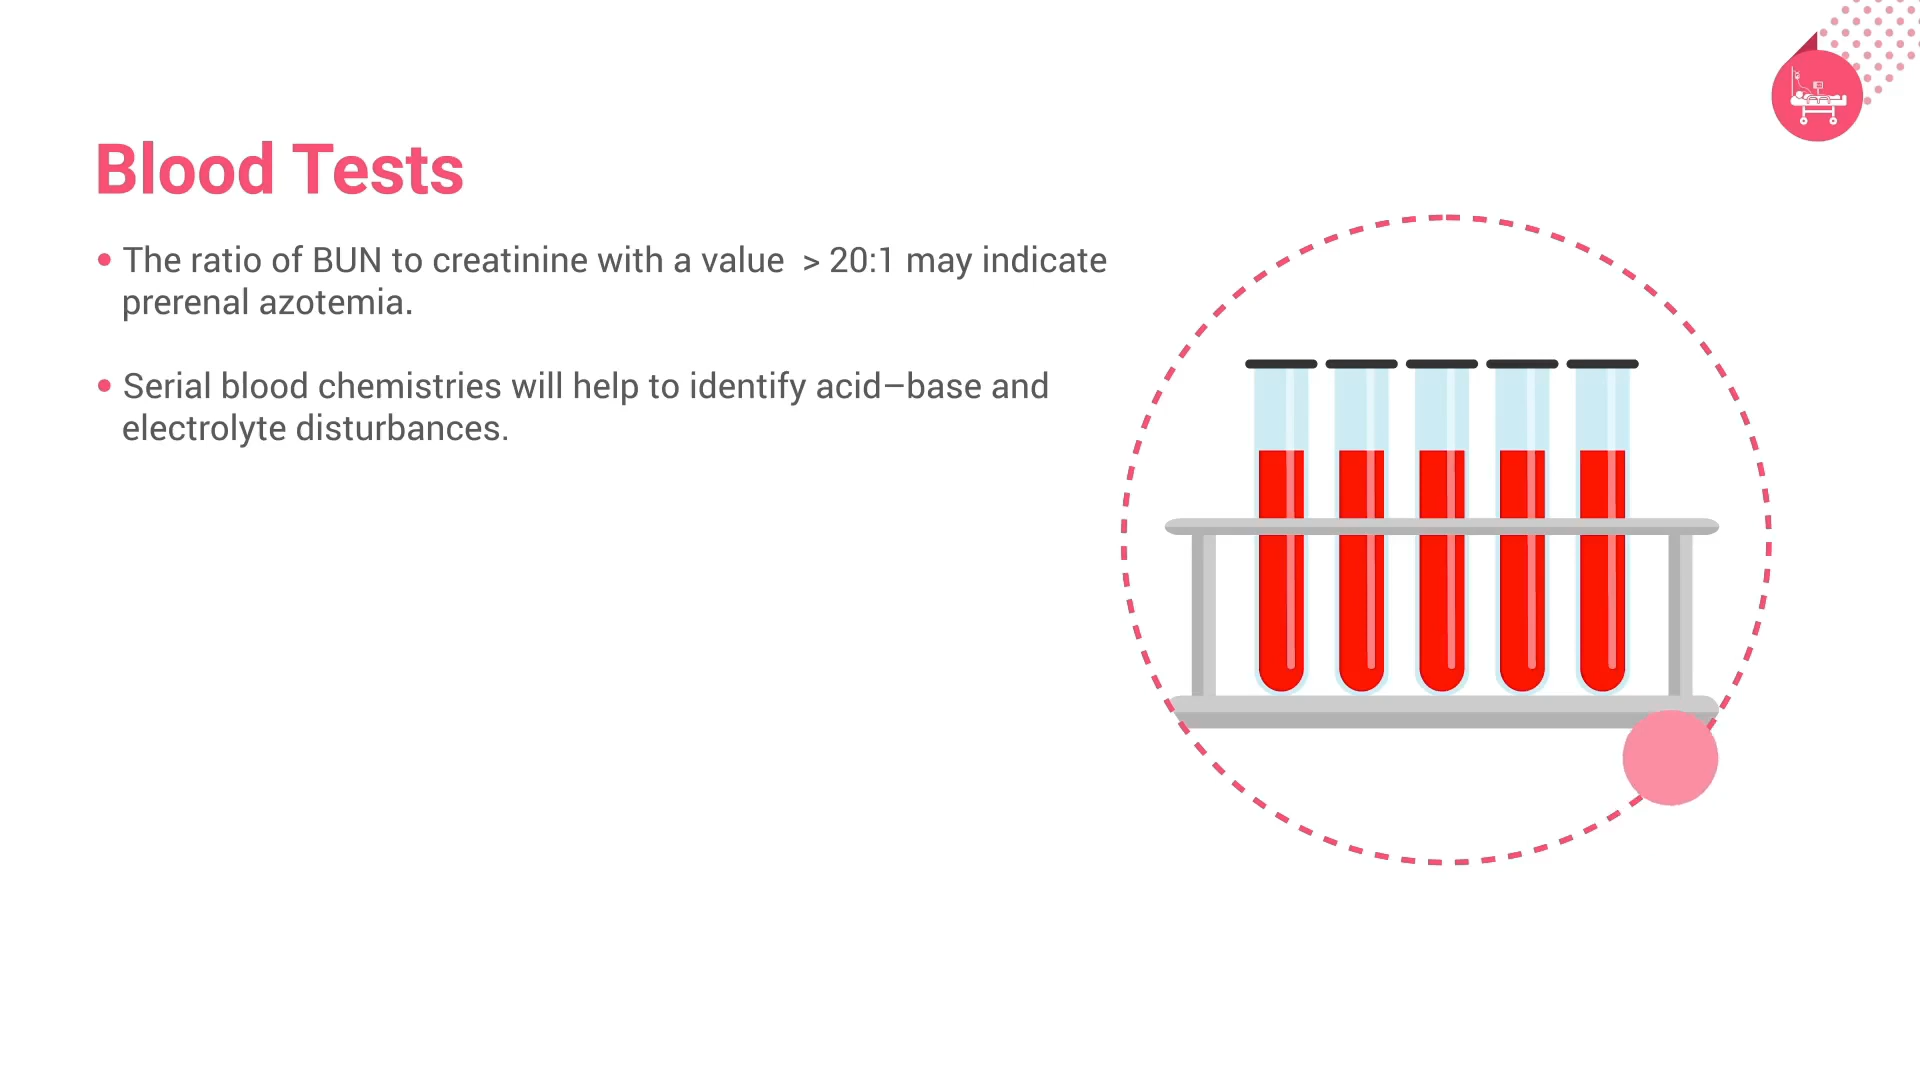 Blood Tests
• The ratio of BUN to creatinine with a value  > 20:1 may indicate
prerenal azotemia.
• Serial blood chemistries will help to identify acid–base and
electrolyte disturbances.